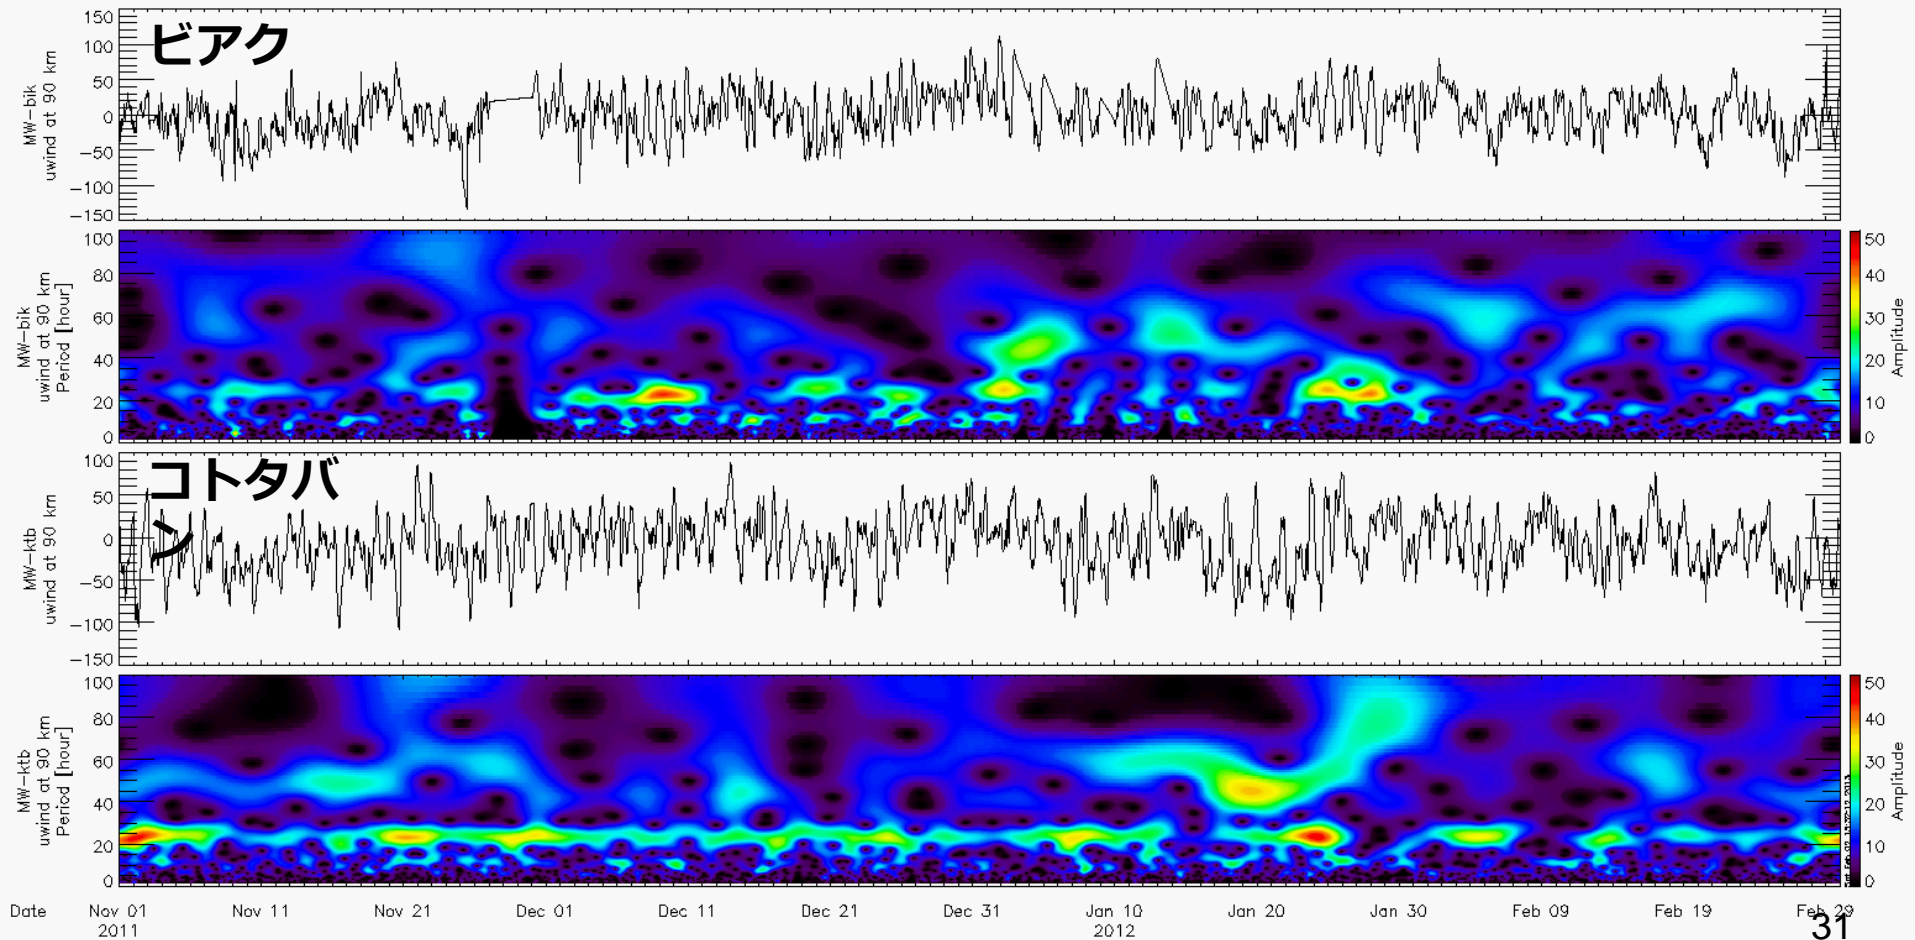 150
100
50
0
−50
−100
−150
MW−bik
uwind at 90 km
ビアク
100
80
60
40
20
0
MW−bik
uwind at 90 km
Period [hour]
50
40
30
20
10
0
Amplitude
100
50
0
−50
−100
−150
MW−ktb
uwind at 90 km
コトタバ
ン
100
80
60
40
20
0
MW−ktb
uwind at 90 km
Period [hour]
50
40
30
20
10
0
Amplitude
Date Nov 01 Nov 11 Nov 21 Dec 01 Dec 11 Dec 21 Dec 31 Jan 10 Jan 20 Jan 30 Feb 09 Feb 19 Feb 29
2011 2012
31